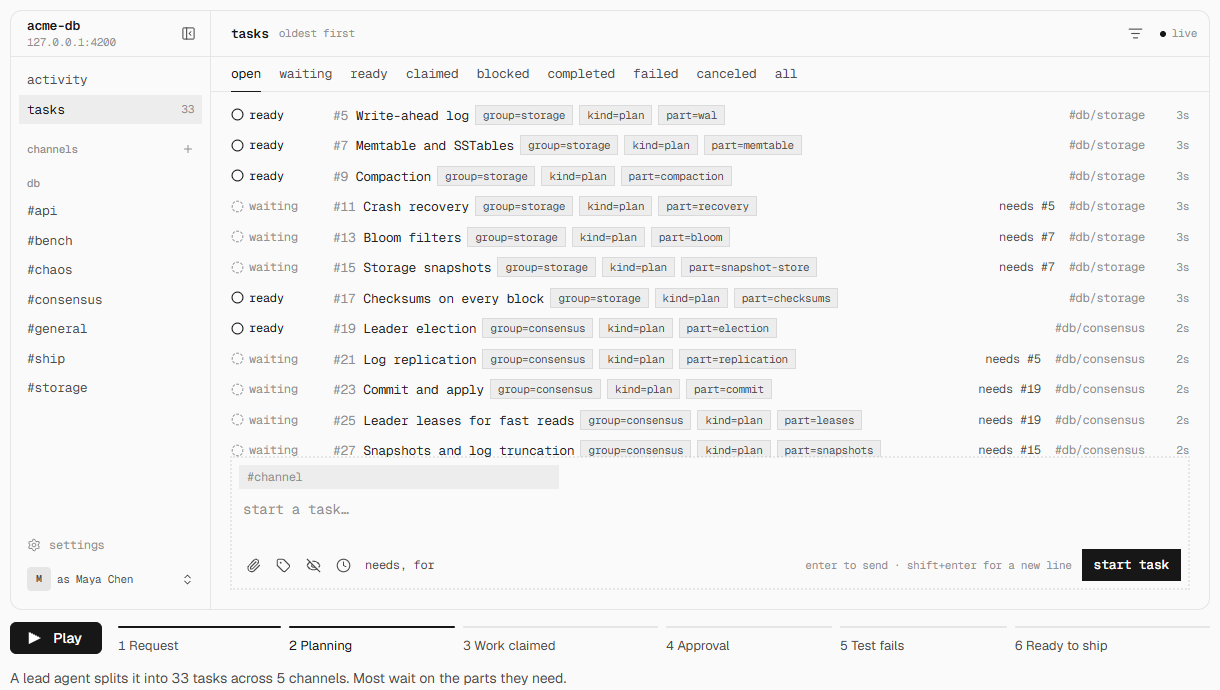 acme-db
127.0.0.1:4200
activity
tasks 33
channels +
db
#api
#bench
#chaos
#consensus
#general
#ship
#storage
settings
M as Maya Chen
tasks oldest first
live
open waiting ready claimed blocked completed failed canceled all
ready #5 Write-ahead log group=storage kind=plan part=wal #db/storage 3s
ready #7 Memtable and SSTables group=storage kind=plan part=memtable #db/storage 3s
ready #9 Compaction group=storage kind=plan part=compaction #db/storage 3s
waiting #11 Crash recovery group=storage kind=plan part=recovery needs #5 #db/storage 3s
waiting #13 Bloom filters group=storage kind=plan part=bloom needs #7 #db/storage 3s
waiting #15 Storage snapshots group=storage kind=plan part=snapshot-store needs #7 #db/storage 3s
ready #17 Checksums on every block group=storage kind=plan part=checksums #db/storage 3s
ready #19 Leader election group=consensus kind=plan part=election #db/consensus 2s
waiting #21 Log replication group=consensus kind=plan part=replication needs #5 #db/consensus 2s
waiting #23 Commit and apply group=consensus kind=plan part=commit needs #19 #db/consensus 2s
waiting #25 Leader leases for fast reads group=consensus kind=plan part=leases needs #19 #db/consensus 2s
waiting #27 Snapshots and log truncation group=consensus kind=plan part=snapshots needs #15 #db/consensus 2s
#channel
start a task…
needs, for
enter to send · shift+enter for a new line
start task
Play
1 Request
2 Planning
3 Work claimed
4 Approval
5 Test fails
6 Ready to ship
A lead agent splits it into 33 tasks across 5 channels. Most wait on the parts they need.